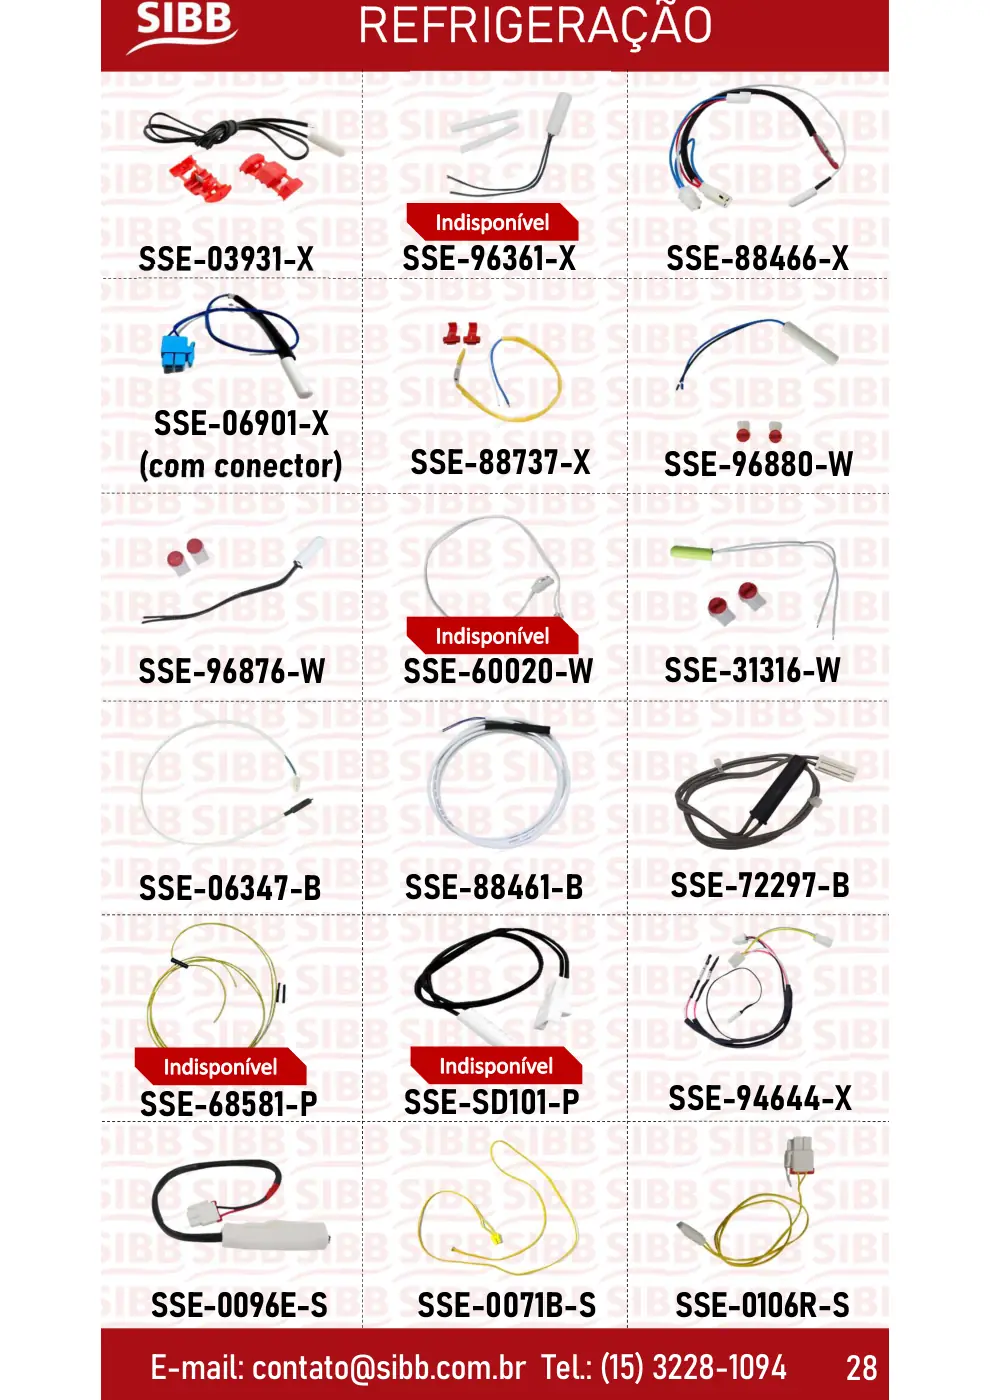 SIBB
REFRIGERAÇÃO
SSE-03931-X
Indisponível
SSE-96361-X
SSE-88466-X
SSE-06901-X
(com conector)
SSE-88737-X
SSE-96880-W
SSE-96876-W
Indisponível
SSE-60020-W
SSE-31316-W
SSE-06347-B
SSE-88461-B
SSE-72297-B
Indisponível
SSE-68581-P
Indisponível
SSE-SD101-P
SSE-94644-X
SSE-0096E-S
SSE-0071B-S
SSE-0106R-S
E-mail: contato@sibb.com.br Tel.: (15) 3228-1094
28